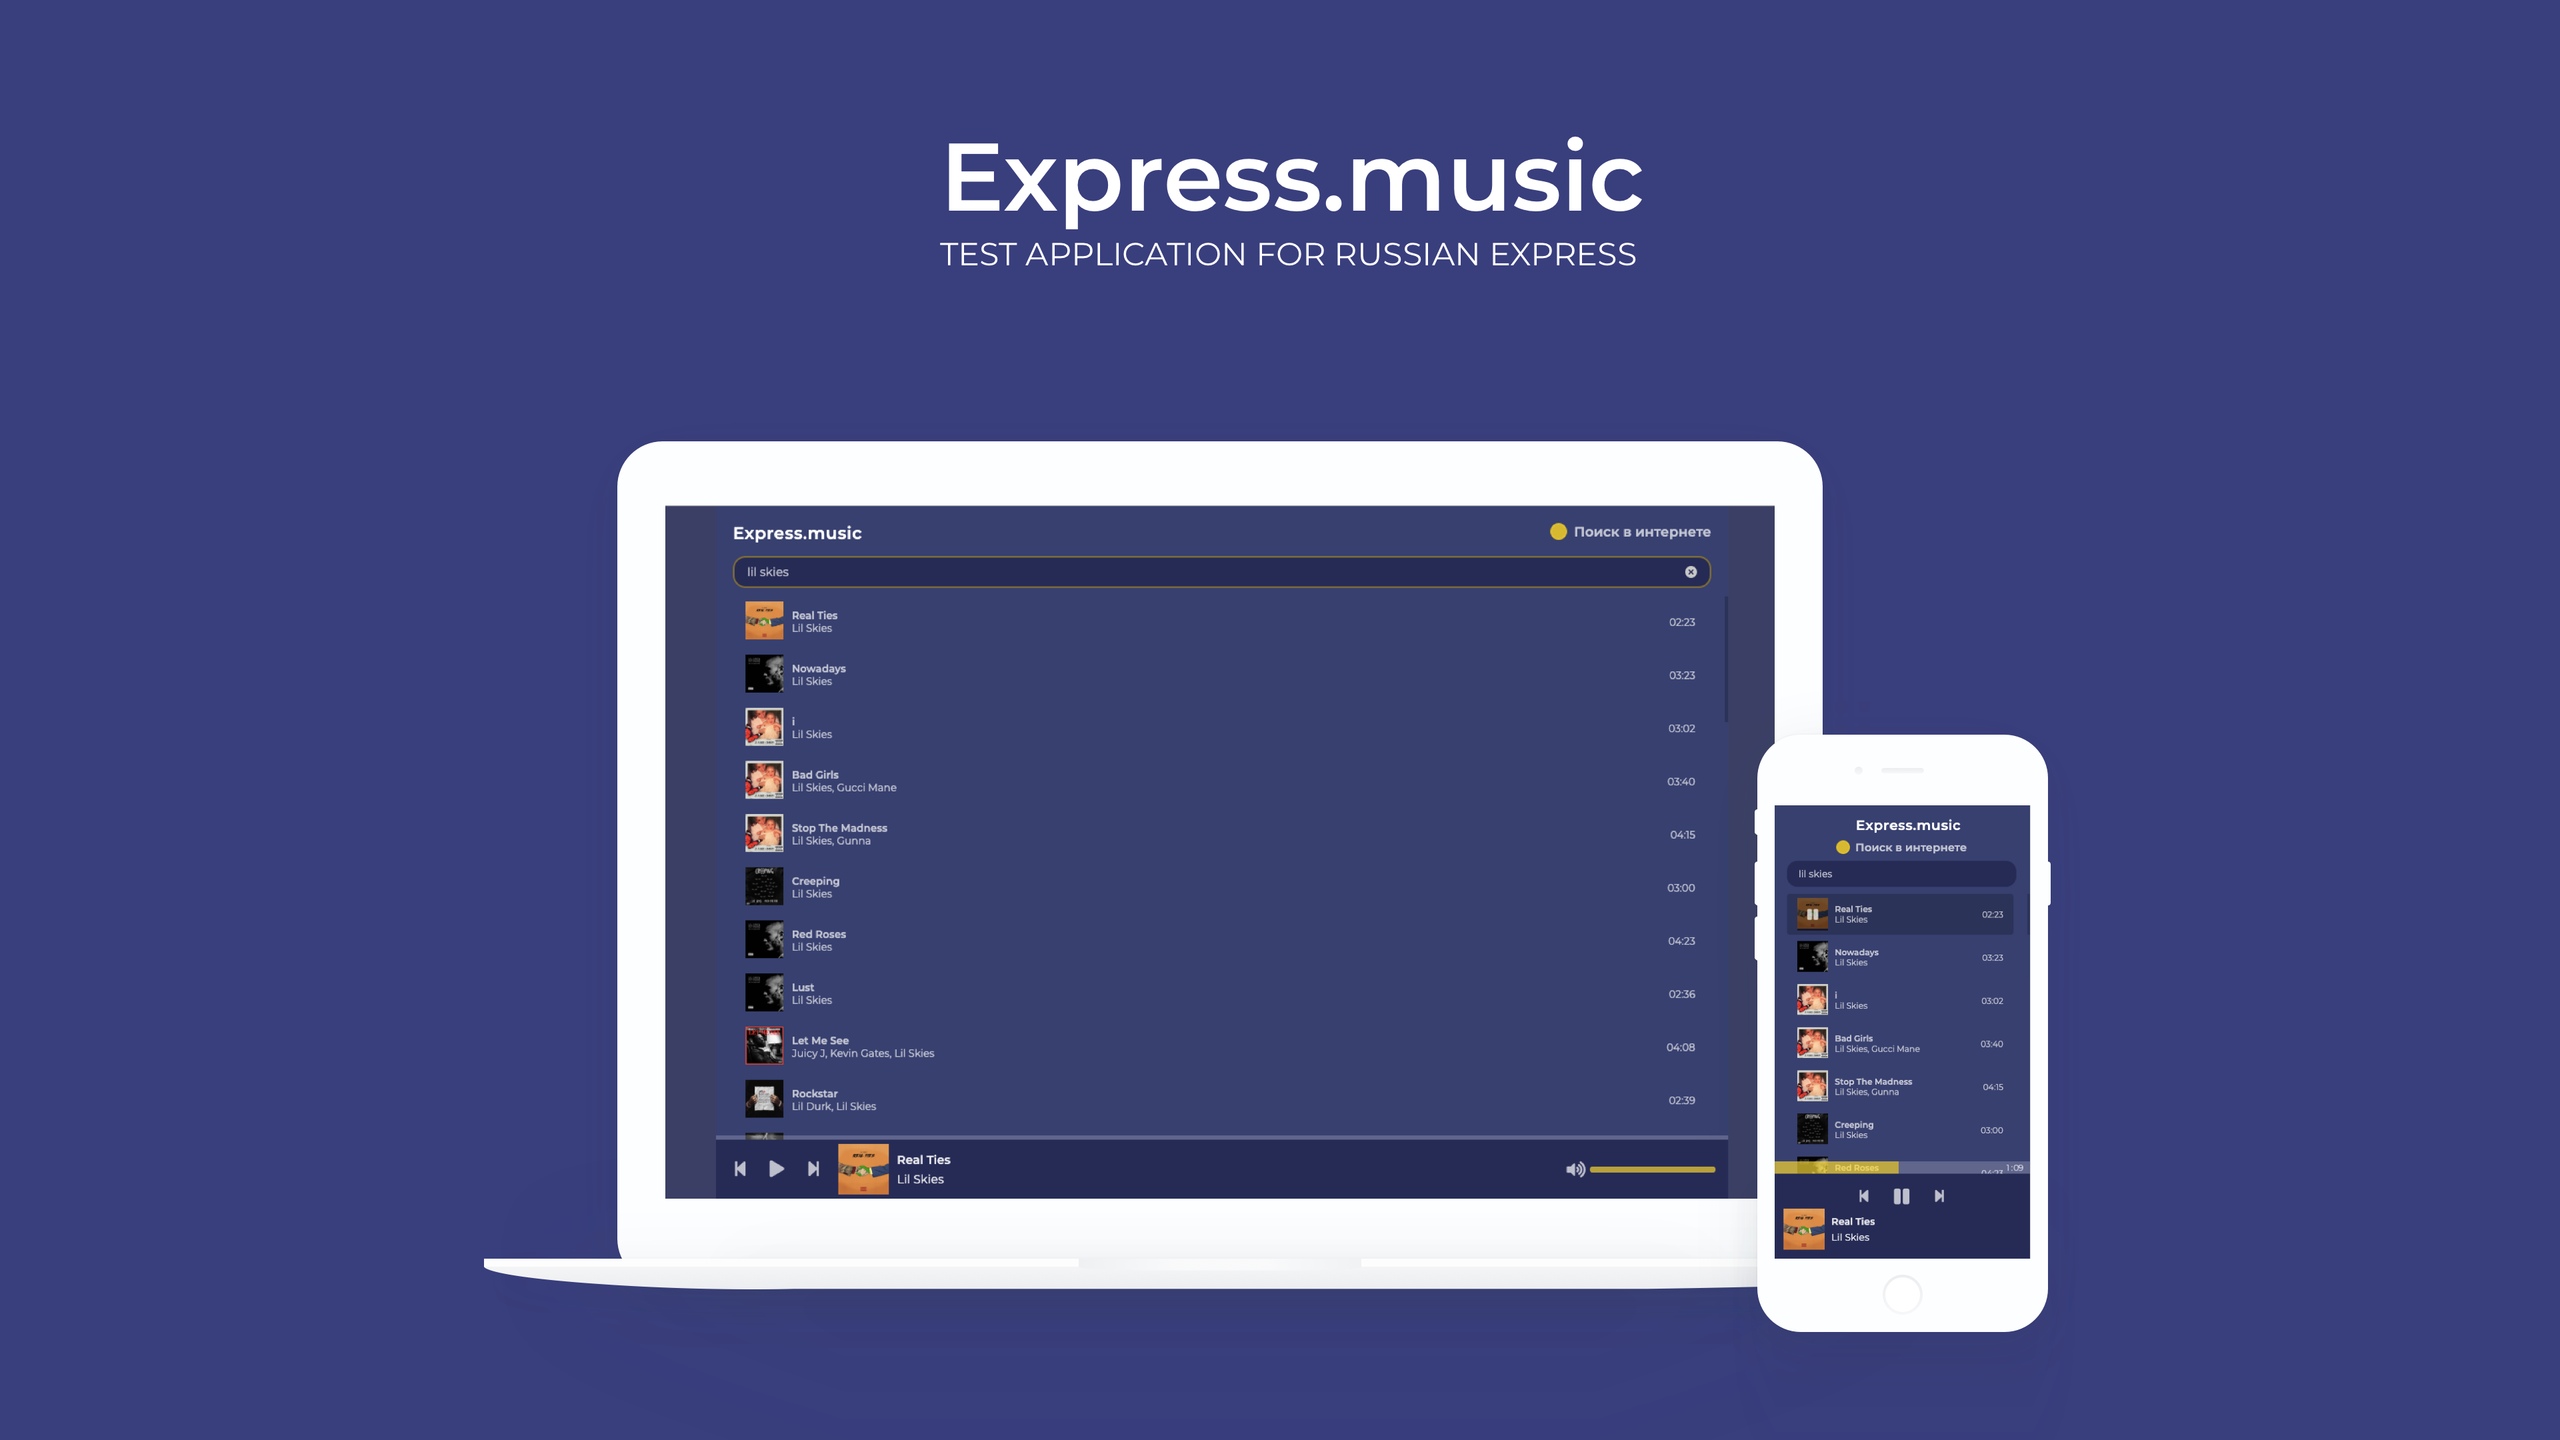 Express.music
TEST APPLICATION FOR RUSSIAN EXPRESS
Express.music
Поиск в интернете
lil skies
Real Ties
Lil Skies
02:23
Nowadays
Lil Skies
03:23
i
Lil Skies
03:02
Bad Girls
Lil Skies, Gucci Mane
03:40
Stop The Madness
Lil Skies, Gunna
04:15
Creeping
Lil Skies
03:00
Red Roses
Lil Skies
04:23
Lust
Lil Skies
02:36
Let Me See
Juicy J, Kevin Gates, Lil Skies
04:08
Rockstar
Lil Durk, Lil Skies
02:39
Real Ties
Lil Skies
Express.music
Поиск в интернете
lil skies
Real Ties
Lil Skies
02:23
Nowadays
Lil Skies
03:23
i
Lil Skies
03:02
Bad Girls
Lil Skies, Gucci Mane
03:40
Stop The Madness
Lil Skies, Gunna
04:15
Creeping
Lil Skies
03:00
Red Roses
1:09
Real Ties
Lil Skies